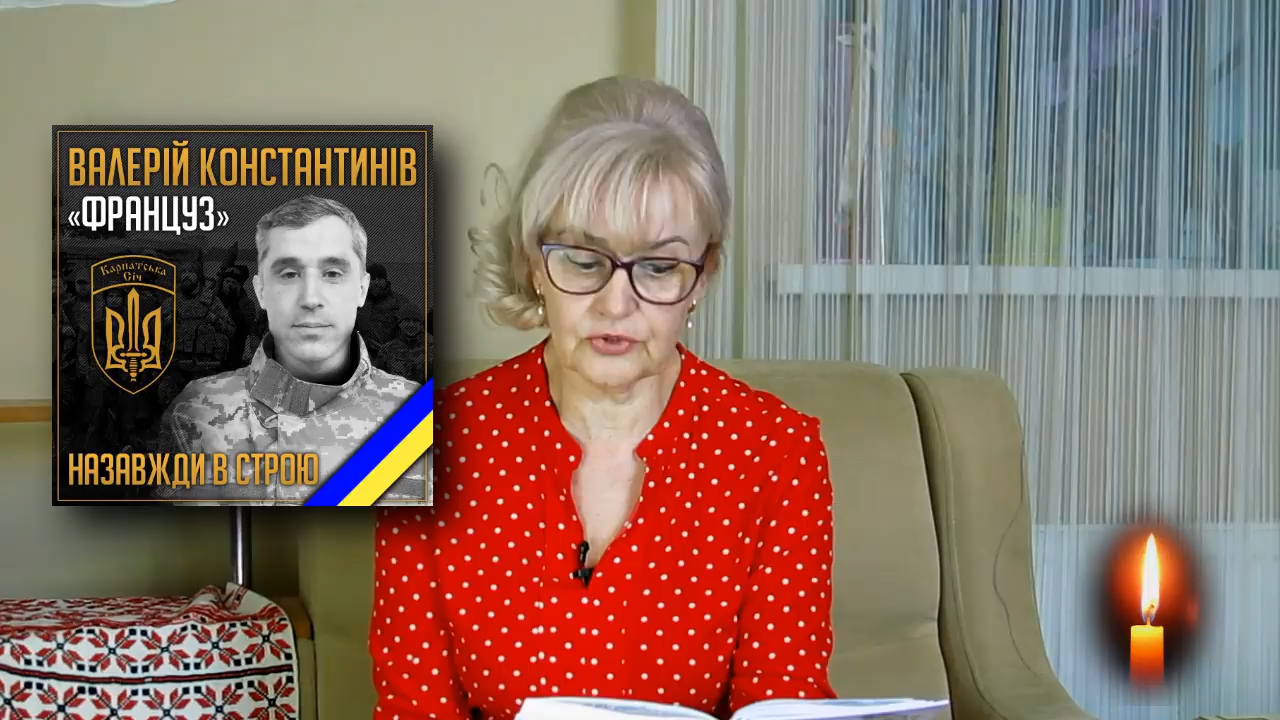 ВАЛЕРІЙ КОНСТАНТИНІВ
«ФРАНЦУЗ»
Карпатська
Січ
НАЗАВЖДИ В СТРОЮ